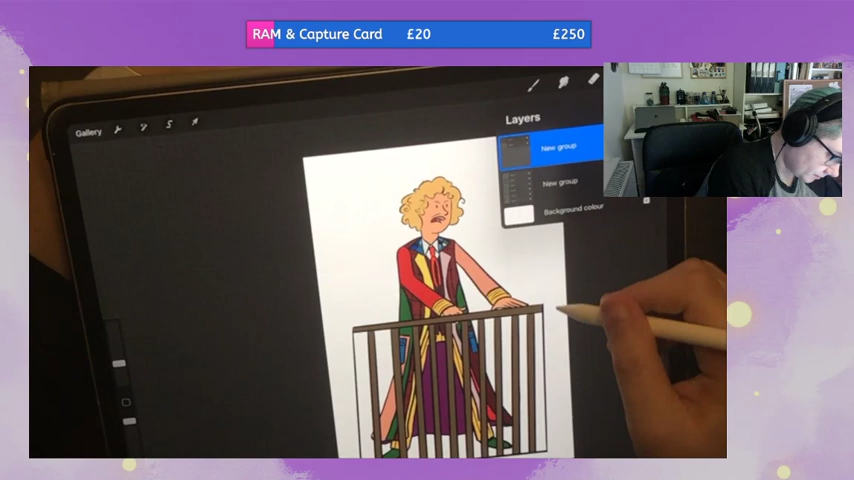 RAM & Capture Card £20 £250
Gallery
Layers
New group
New group
Background colour